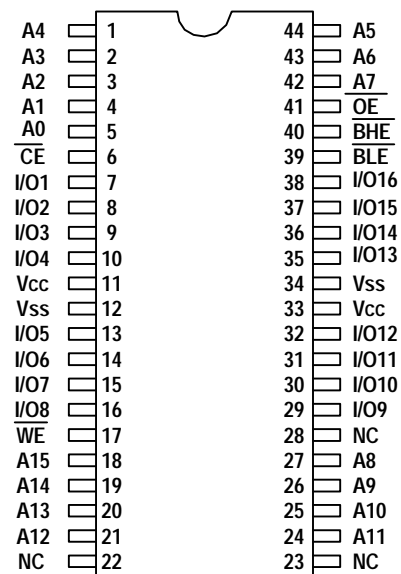 A4 1 44 A5
A3 2 43 A6
A2 3 42 A7
A1 4 41 OE
A0 5 40 BHE
CE 6 39 BLE
I/O1 7 38 I/O16
I/O2 8 37 I/O15
I/O3 9 36 I/O14
I/O4 10 35 I/O13
Vcc 11 34 Vss
Vss 12 33 Vcc
I/O5 13 32 I/O12
I/O6 14 31 I/O11
I/O7 15 30 I/O10
I/O8 16 29 I/O9
WE 17 28 NC
A15 18 27 A8
A14 19 26 A9
A13 20 25 A10
A12 21 24 A11
NC 22 23 NC